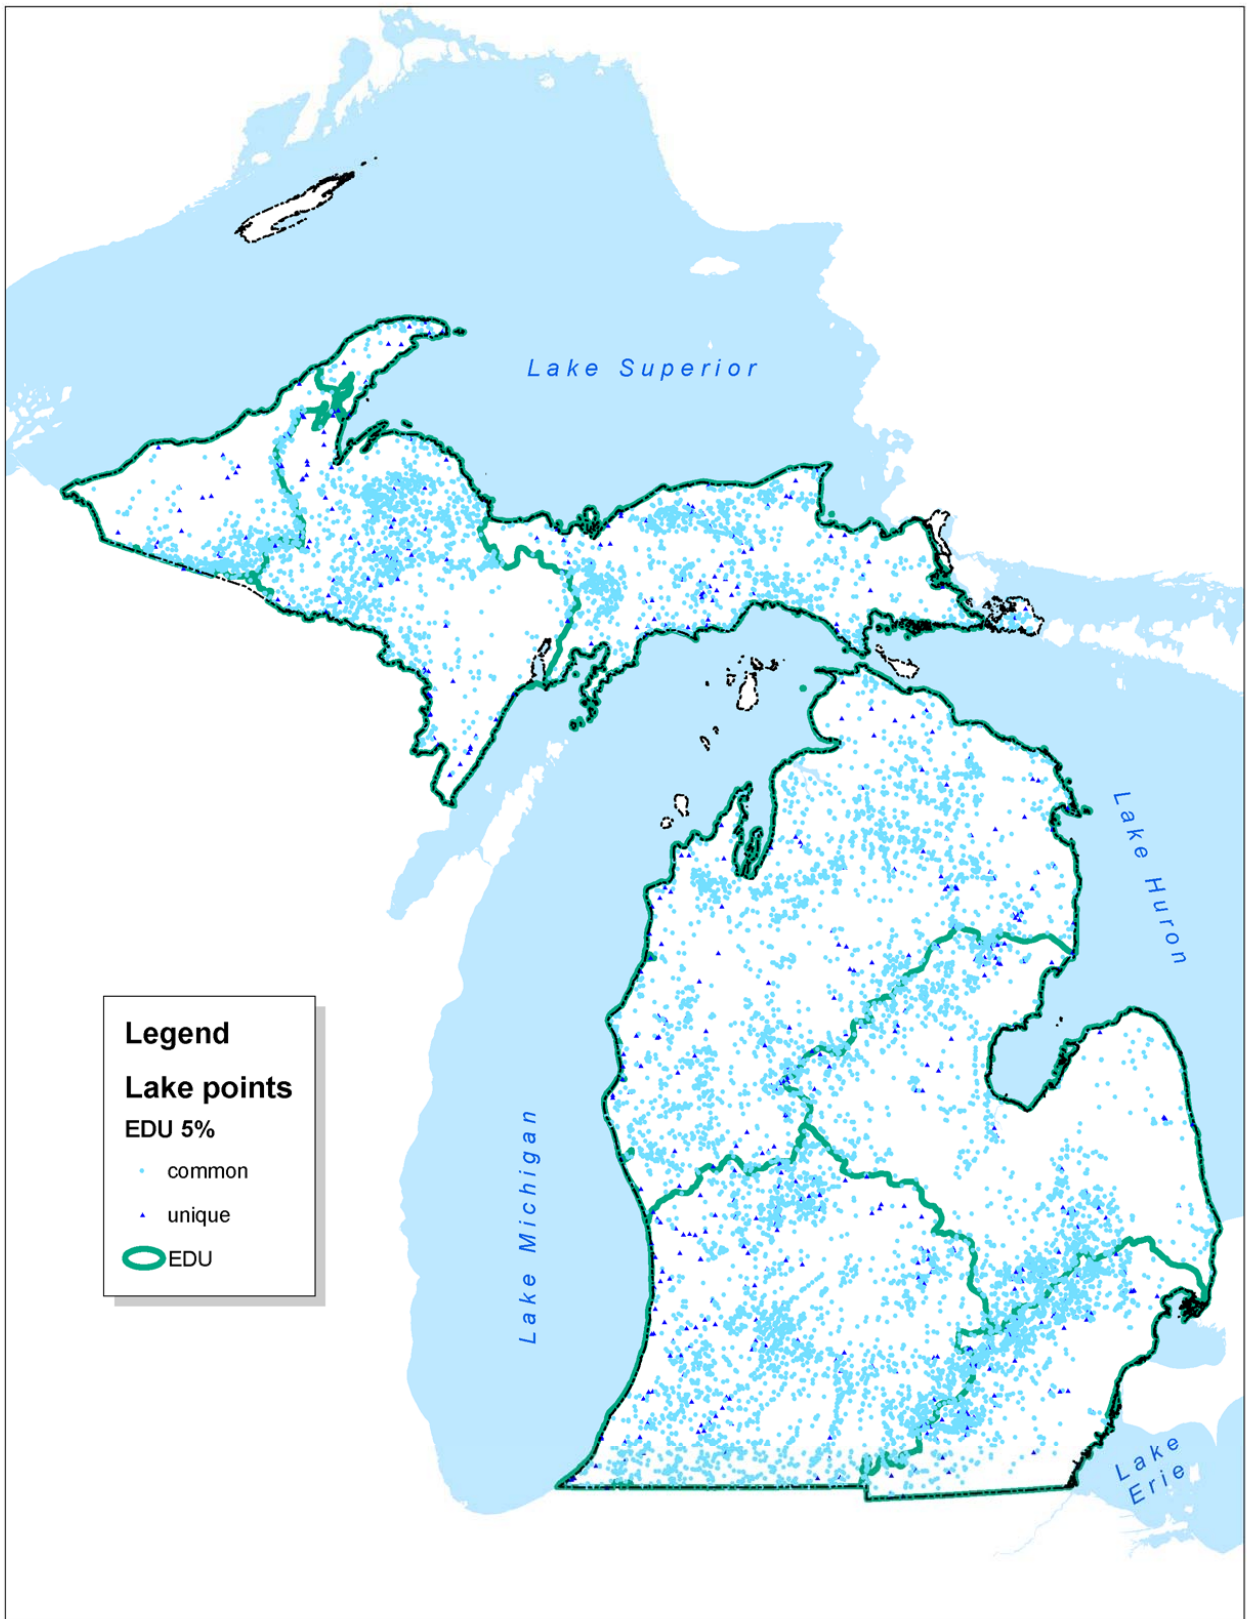 Lake Superior
Lake Huron
Lake Michigan
Lake
Erie
Legend
Lake points
EDU 5%
common
unique
EDU